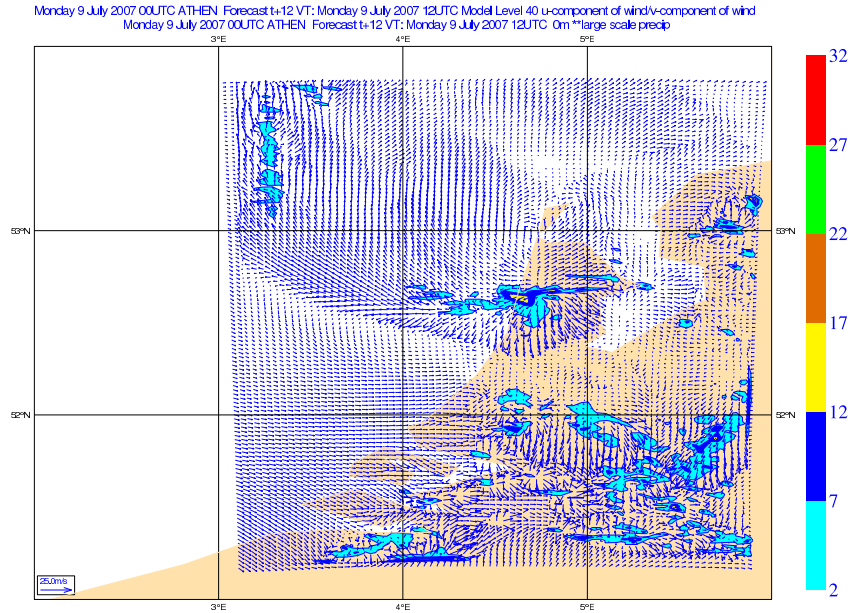 Monday 9 July 2007 00UTC ATHEN Forecast t+12 VT: Monday 9 July 2007 12UTC Model Level 40 u-component of wind/v-component of wind
Monday 9 July 2007 00UTC ATHEN Forecast t+12 VT: Monday 9 July 2007 12UTC 0m **large scale precip
3°E 4°E 5°E
32
27
53°N 53°N
22
17
52°N 52°N
12
7
25.0m/s
2
3°E 4°E 5°E